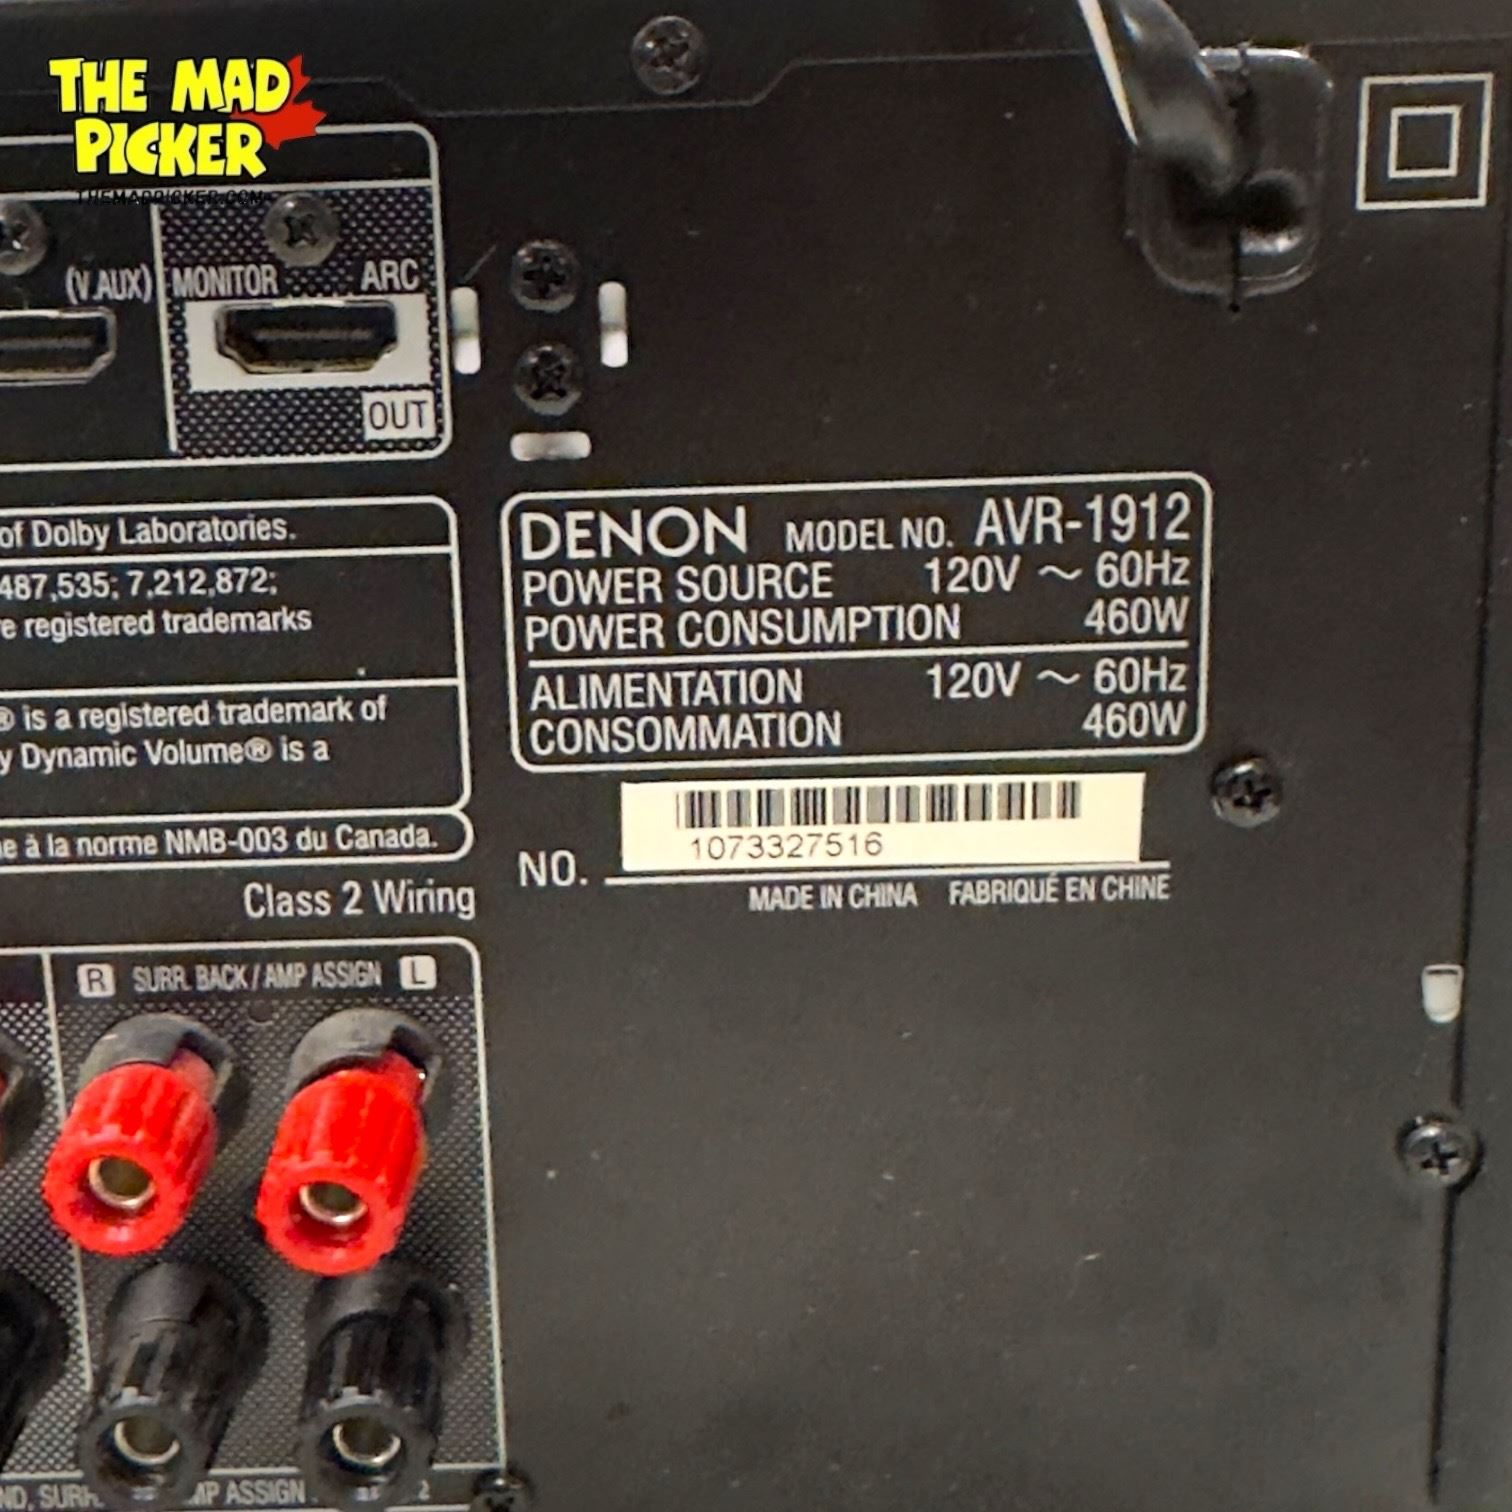 THE MAD
PICKER
THEMADPICKER.COM
(V.AUX) MONITOR ARC
OUT
of Dolby Laboratories.
487,535; 7,212,872;
e registered trademarks
® is a registered trademark of
y Dynamic Volume® is a
e à la norme NMB-003 du Canada.
Class 2 Wiring
DENON MODEL NO. AVR-1912
POWER SOURCE 120V ~ 60Hz
POWER CONSUMPTION 460W
ALIMENTATION 120V ~ 60Hz
CONSOMMATION 460W
1073327516
NO.
MADE IN CHINA FABRIQUÉ EN CHINE
R SURR. BACK / AMP ASSIGN L
ASSIGN